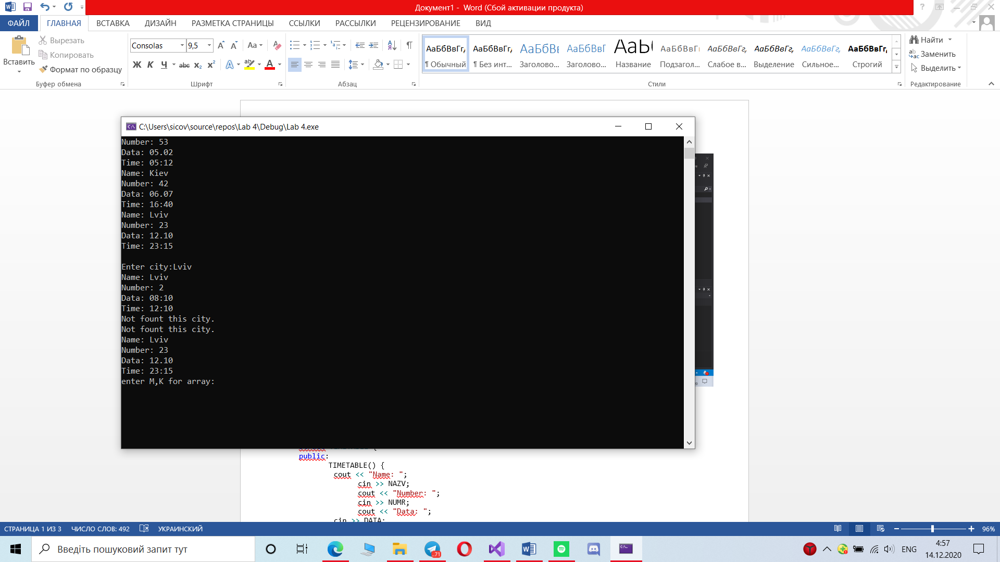 Документ1 - Word (Сбой активации продукта)
ФАЙЛ ГЛАВНАЯ ВСТАВКА ДИЗАЙН РАЗМЕТКА СТРАНИЦЫ ССЫЛКИ РАССЫЛКИ РЕЦЕНЗИРОВАНИЕ ВИД
Вставить
Вырезать
Копировать
Формат по образцу
Буфер обмена
Consolas 9,5
Ж К Ч abc x₂ x²
Шрифт
Абзац
АаБбВвГг, АаБбВвГг, АаБбВв АаБбВвГ АаБ АаБбВвГг АаБбВвГг, АаБбВвГг, АаБбВвГг, АаБбВвГг,
¶ Обычный ¶ Без инт... Заголово... Заголово... Название Подзагол... Слабое в... Выделение Сильное... Строгий
Стили
Найти
Заменить
Выделить
Редактирование
C:\Users\sicov\source\repos\Lab 4\Debug\Lab 4.exe
Number: 53
Data: 05.02
Time: 05:12
Name: Kiev
Number: 42
Data: 06.07
Time: 16:40
Name: Lviv
Number: 23
Data: 12.10
Time: 23:15
Enter city:Lviv
Name: Lviv
Number: 2
Data: 08:10
Time: 12:10
Not fount this city.
Not fount this city.
Name: Lviv
Number: 23
Data: 12.10
Time: 23:15
enter M,K for array:
public:
TIMETABLE() {
cout << "Name: ";
cin >> NAZV;
cout << "Number: ";
cin >> NUMR;
cout << "Data: ";
cin >> DATA;
СТРАНИЦА 1 ИЗ 3 ЧИСЛО СЛОВ: 492 УКРАИНСКИЙ 96%
Введіть пошуковий запит тут
71
ENG
4:57
14.12.2020